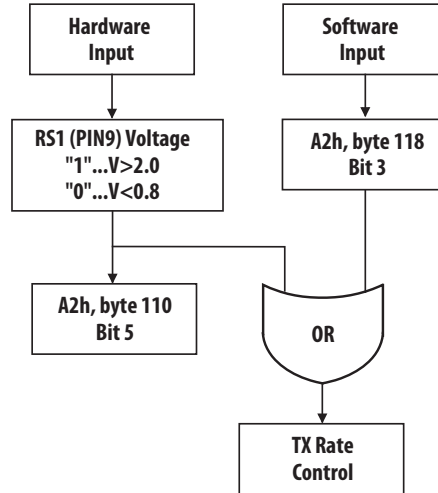 Hardware
Input
Software
Input
RS1 (PIN9) Voltage
"1"...V>2.0
"0"...V<0.8
A2h, byte 118
Bit 3
A2h, byte 110
Bit 5
OR
TX Rate
Control